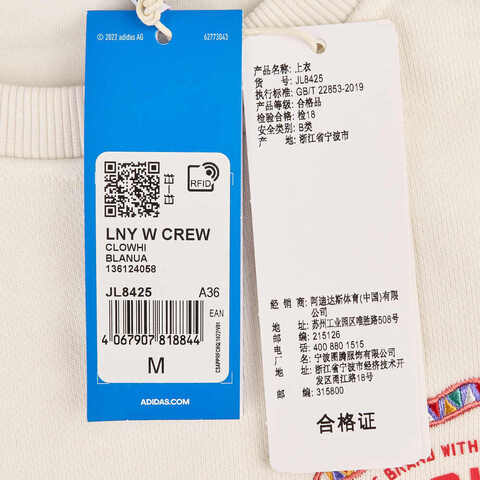 © 2023 adidas AG
62773043
RFID
LNY W CREW
CLOWHI
BLANUA
136124058
JL8425 A36
EAN
4 067907 818844
M
ADIDAS.COM
产品名称: 上衣
货 号: JL8425
执行标准: GB/T 22853-2019
产品等级: 合格品
检验合格: 检18
安全类别: B类
产 地: 浙江省宁波市
经 销 商: 阿迪达斯体育(中国)有限
公司
地 址: 苏州工业园区唯胜路508号
邮 编: 215126
电 话: 400 880 1515
厂 名: 宁波图腾服饰有限公司
地 址: 浙江省宁波市经济技术开
发区甬江路18号
邮 编: 315800
合格证
BRAND WITH